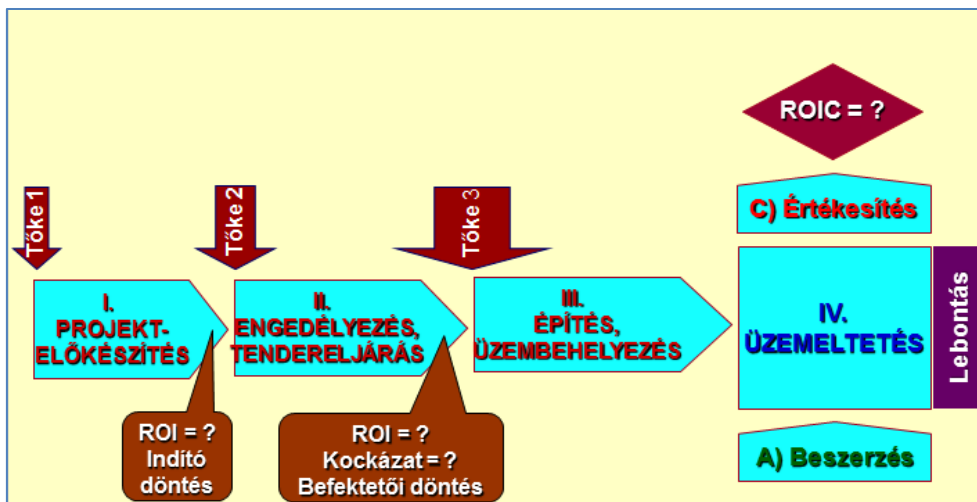 ROIC = ?
Tőke 1
Tőke 2
Tőke 3
C) Értékesítés
I.
PROJEKT-
ELŐKÉSZÍTÉS
II.
ENGEDÉLYEZÉS,
TENDERELJÁRÁS
III.
ÉPÍTÉS,
ÜZEMBEHELYEZÉS
IV.
ÜZEMELTETÉS
Lebontás
ROI = ?
Indító
döntés
ROI = ?
Kockázat = ?
Befektetői döntés
A) Beszerzés